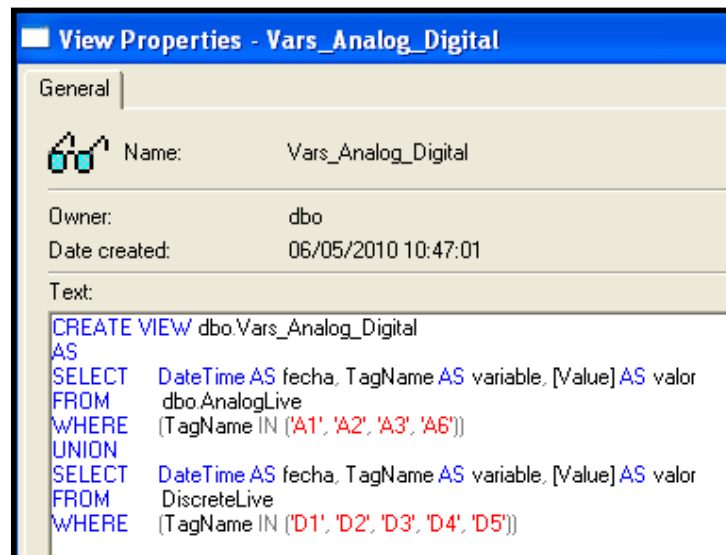 View Properties - Vars_Analog_Digital
General
Name: Vars_Analog_Digital
Owner: dbo
Date created: 06/05/2010 10:47:01
Text:
CREATE VIEW dbo.Vars_Analog_Digital
AS
SELECT DateTime AS fecha, TagName AS variable, [Value] AS valor
FROM dbo.AnalogLive
WHERE (TagName IN ('A1', 'A2', 'A3', 'A6'))
UNION
SELECT DateTime AS fecha, TagName AS variable, [Value] AS valor
FROM DiscreteLive
WHERE (TagName IN ('D1', 'D2', 'D3', 'D4', 'D5'))